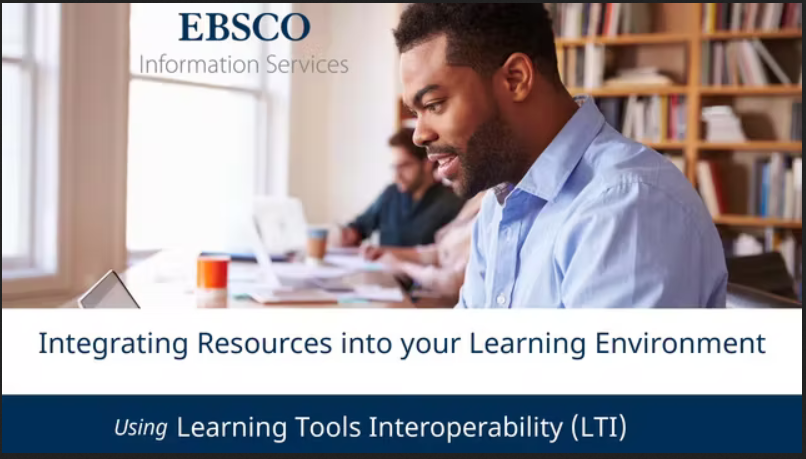 EBSCO
Information Services
Integrating Resources into your Learning Environment
Using Learning Tools Interoperability (LTI)